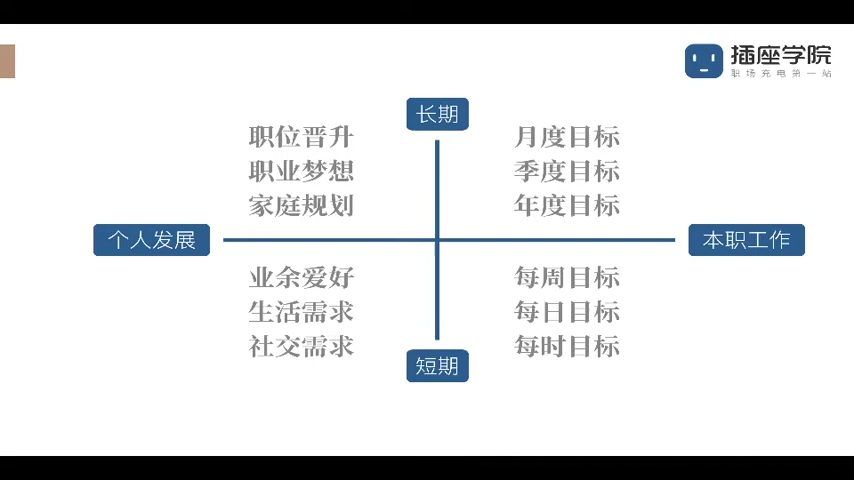 插座学院
职场充电第一站
长期
职位晋升
职业梦想
家庭规划
月度目标
季度目标
年度目标
个人发展
本职工作
业余爱好
生活需求
社交需求
每周目标
每日目标
每时目标
短期